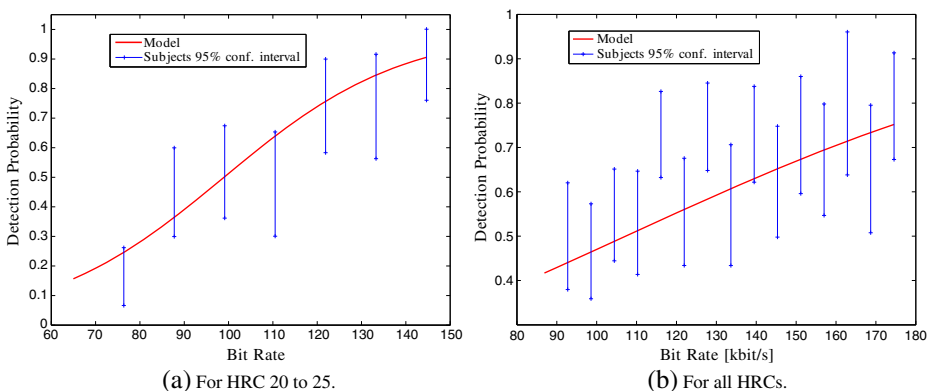 Model
Subjects 95% conf. interval
Detection Probability
1
0.9
0.8
0.7
0.6
0.5
0.4
0.3
0.2
0.1
0
60 70 80 90 100 110 120 130 140 150
Bit Rate
(a) For HRC 20 to 25.
Model
Subjects 95% conf. interval
Detection Probability
1
0.9
0.8
0.7
0.6
0.5
0.4
80 90 100 110 120 130 140 150 160 170 180
Bit Rate [kbit/s]
(b) For all HRCs.